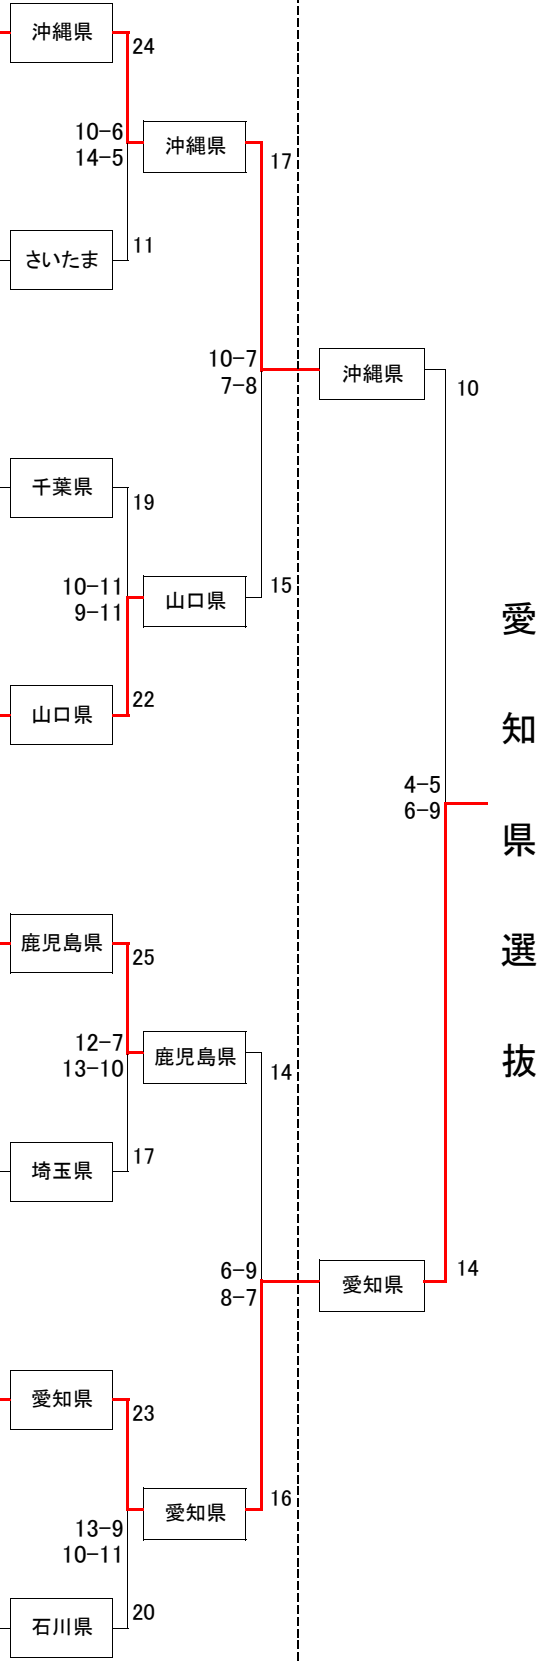 沖縄県
24
10-6
14-5
沖縄県
17
さいたま
11
10-7
7-8
沖縄県
10
千葉県
19
10-11
9-11
山口県
15
山口県
22
4-5
6-9
愛知県選抜
鹿児島県
25
12-7
13-10
鹿児島県
14
埼玉県
17
6-9
8-7
愛知県
14
愛知県
23
13-9
10-11
愛知県
16
石川県
20